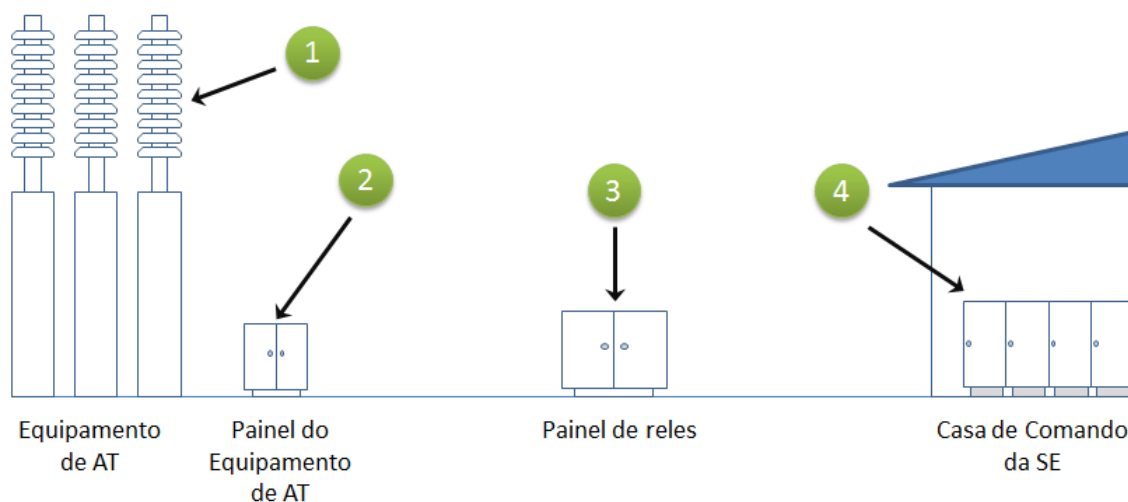 1
2
3
4
Equipamento
de AT
Painel do
Equipamento
de AT
Painel de reles
Casa de Comando
da SE